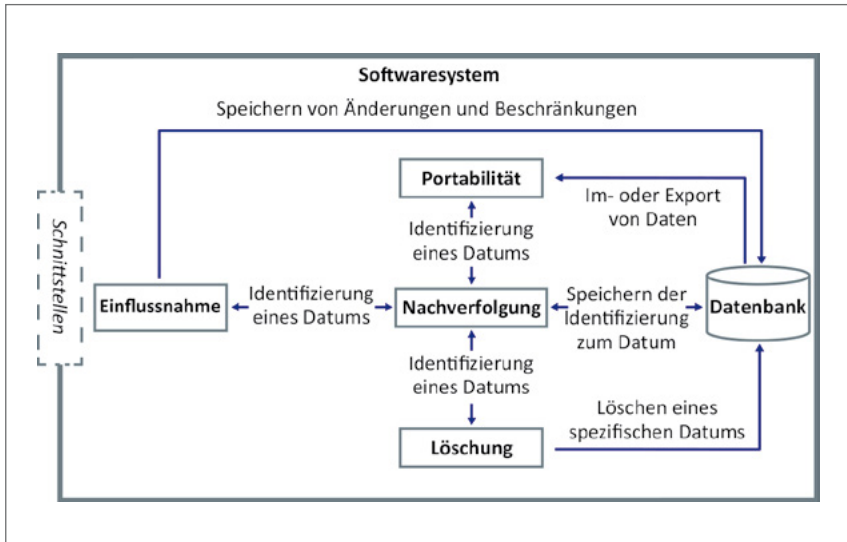 Softwaresystem
Speichern von Änderungen und Beschränkungen
Portabilität
Im- oder Export
von Daten
Identifizierung
eines Datums
Schnittstellen
Einflussnahme
Identifizierung
eines Datums
Nachverfolgung
Speichern der
Identifizierung
zum Datum
Datenbank
Identifizierung
eines Datums
Löschen eines
spezifischen Datums
Löschung